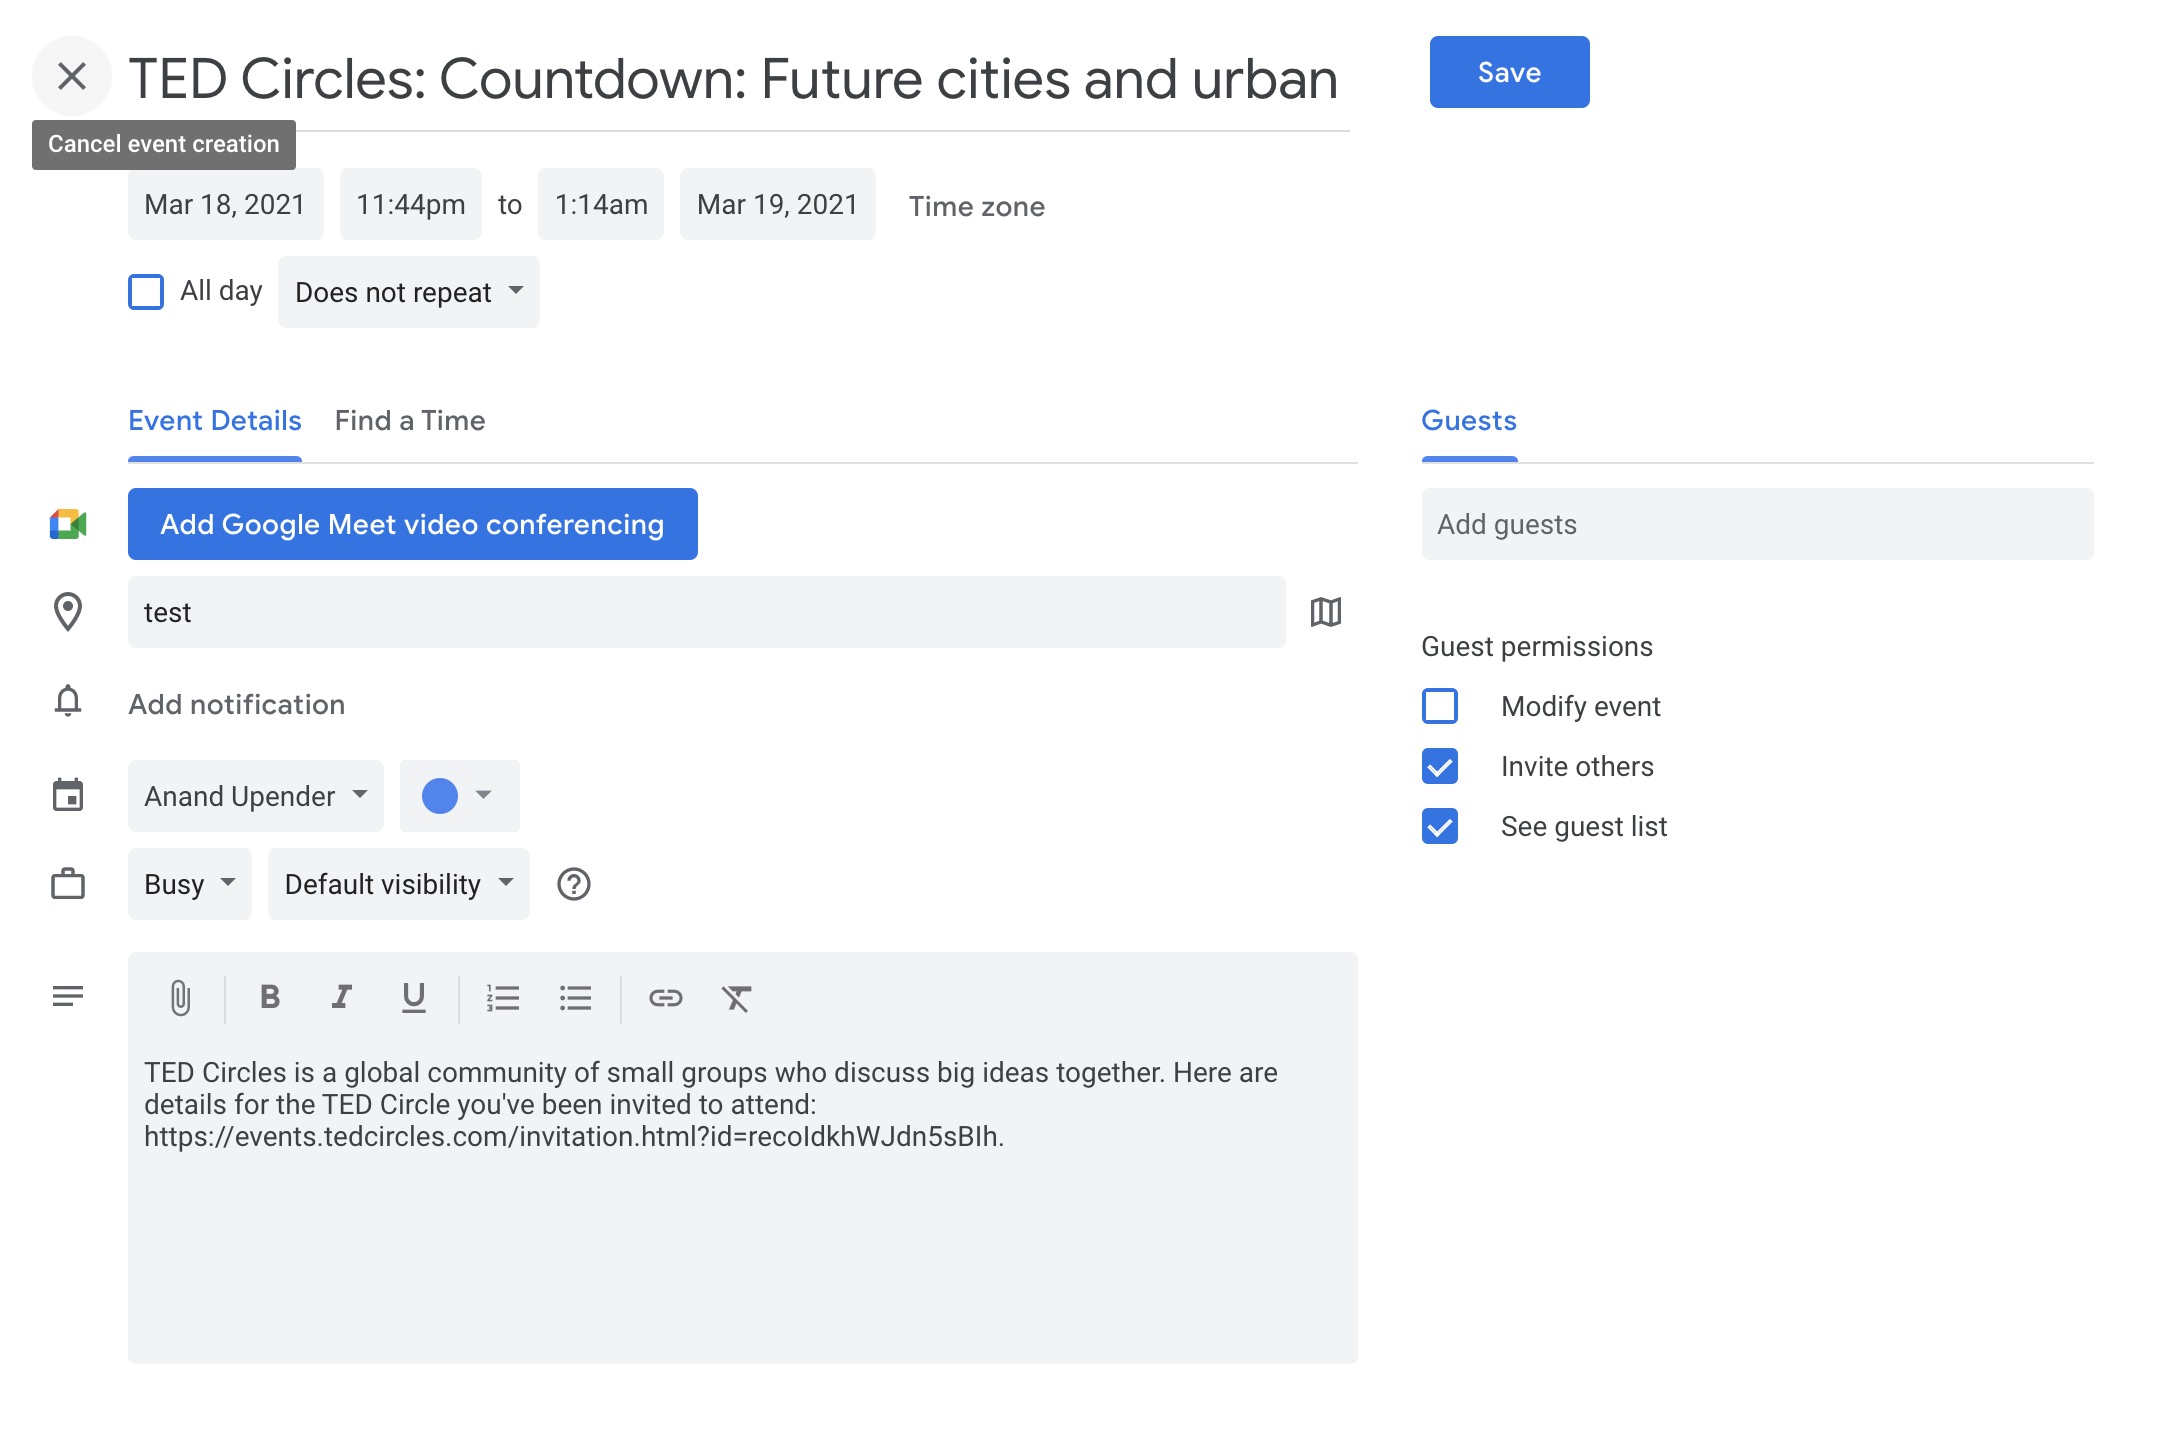 TED Circles: Countdown: Future cities and urban
Save
Cancel event creation
Mar 18, 2021 11:44pm to 1:14am Mar 19, 2021 Time zone
All day Does not repeat
Event Details Find a Time
Guests
Add Google Meet video conferencing
Add guests
test
Guest permissions
Add notification
Modify event
Invite others
Anand Upender
See guest list
Busy Default visibility
TED Circles is a global community of small groups who discuss big ideas together. Here are
details for the TED Circle you've been invited to attend:
https://events.tedcircles.com/invitation.html?id=recoIdkhWJdn5sBIh.